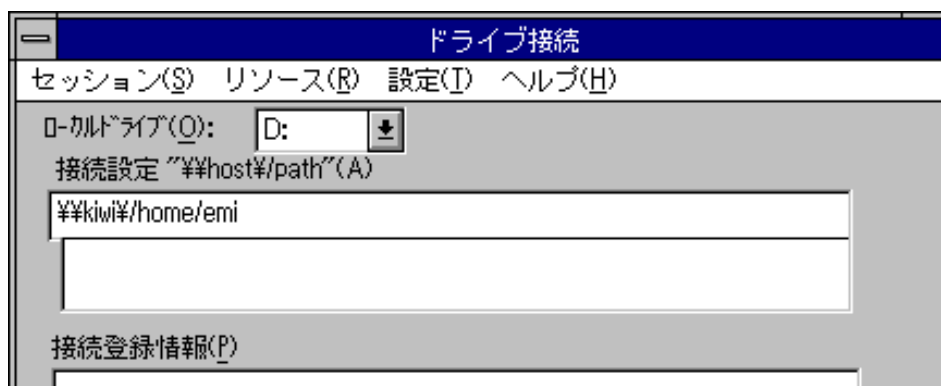 ドライブ接続
セッション(S) リソース(R) 設定(T) ヘルプ(H)
ﾛｰｶﾙﾄﾞﾗｲﾌﾞ(O): D:
接続設定 "¥¥host¥/path"(A)
¥¥kiwi¥/home/emi
接続登録情報(P)